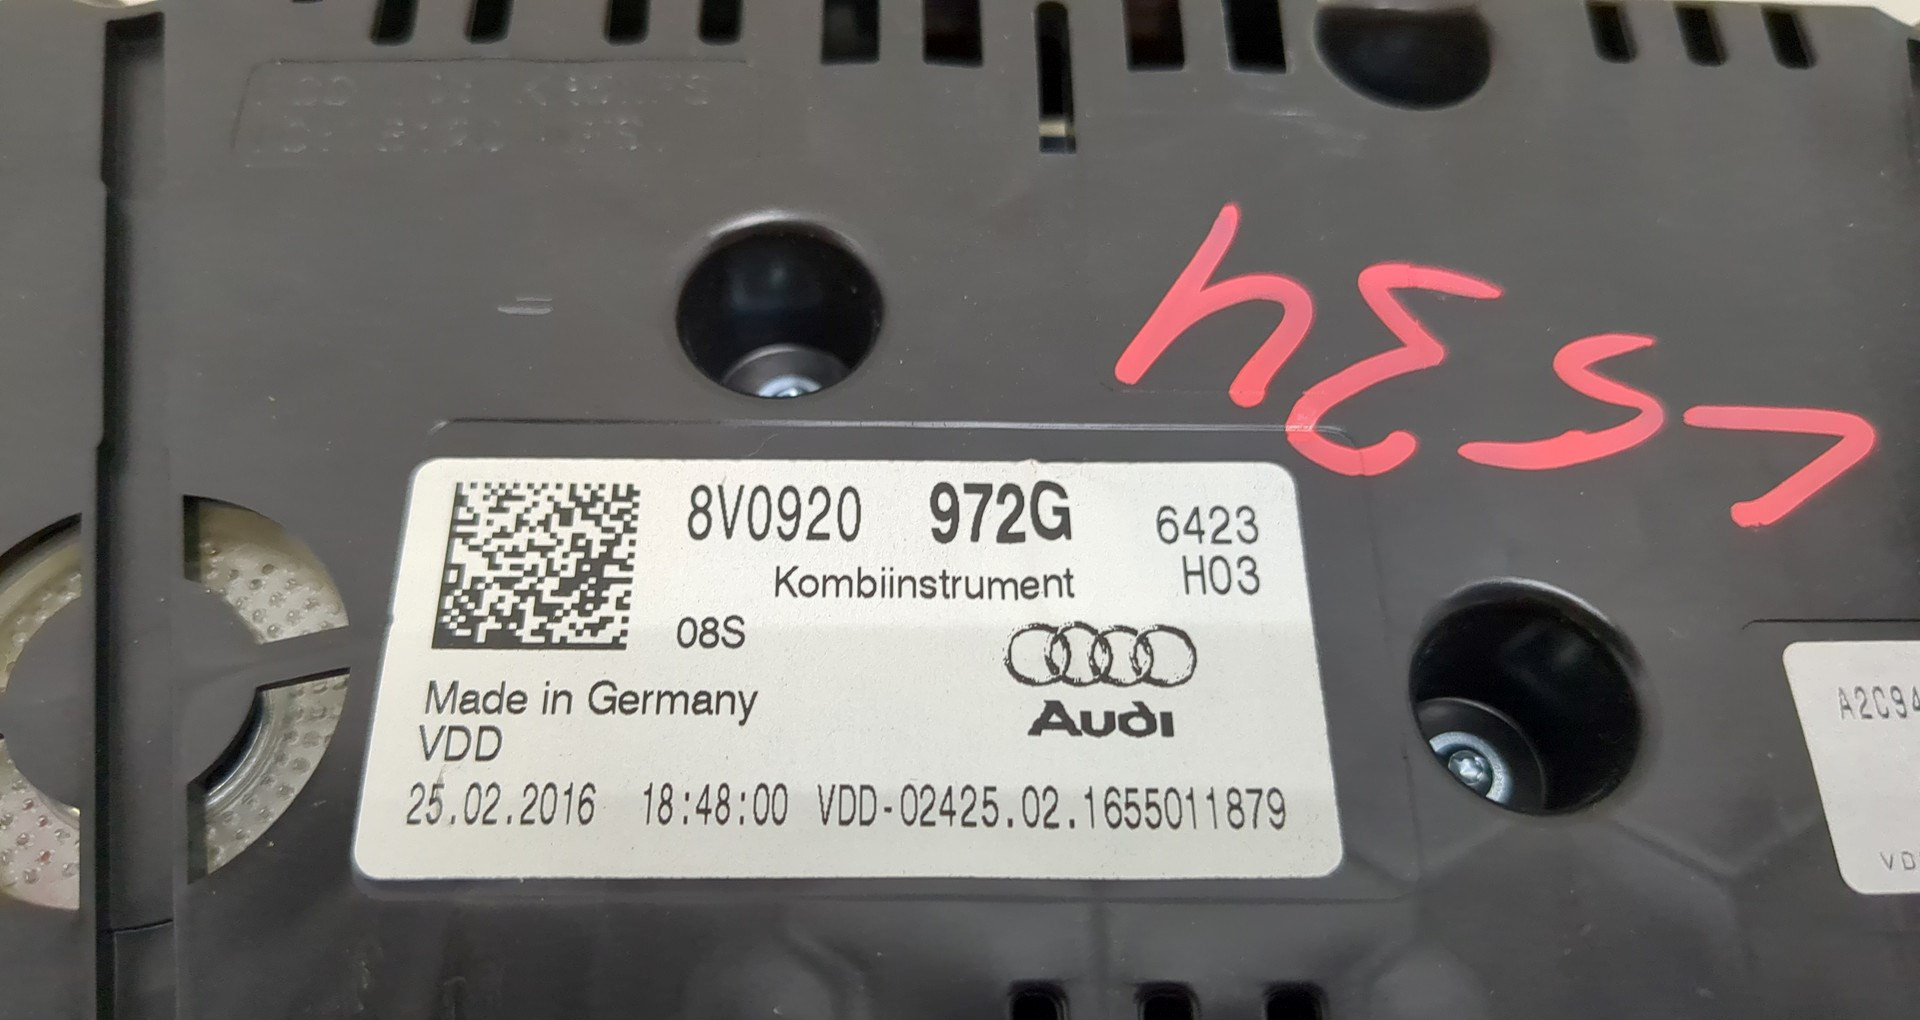 8V0920 972G 6423
Kombiinstrument H03
08S
Audi
Made in Germany
VDD
25.02.2016 18:48:00 VDD-02425.02.1655011879